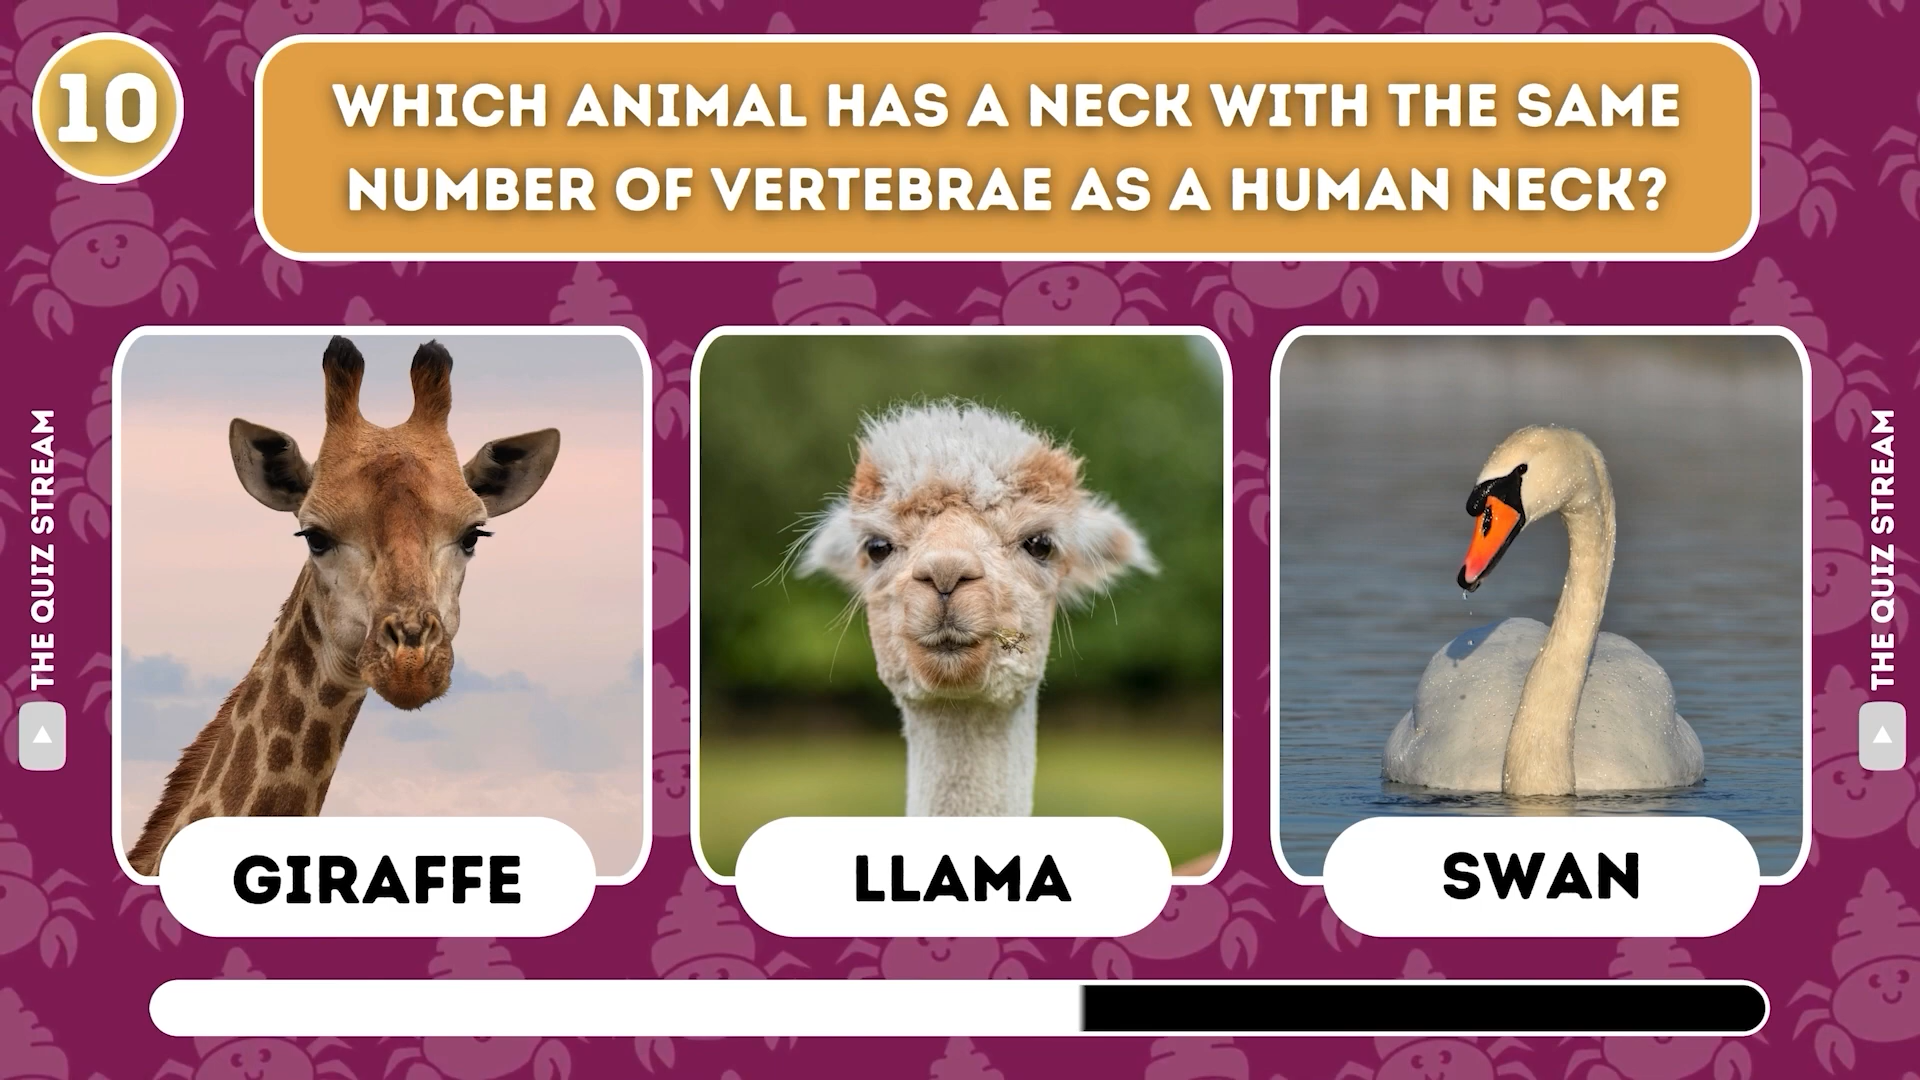 10
WHICH ANIMAL HAS A NECK WITH THE SAME
NUMBER OF VERTEBRAE AS A HUMAN NECK?
THE QUIZ STREAM
THE QUIZ STREAM
GIRAFFE
LLAMA
SWAN